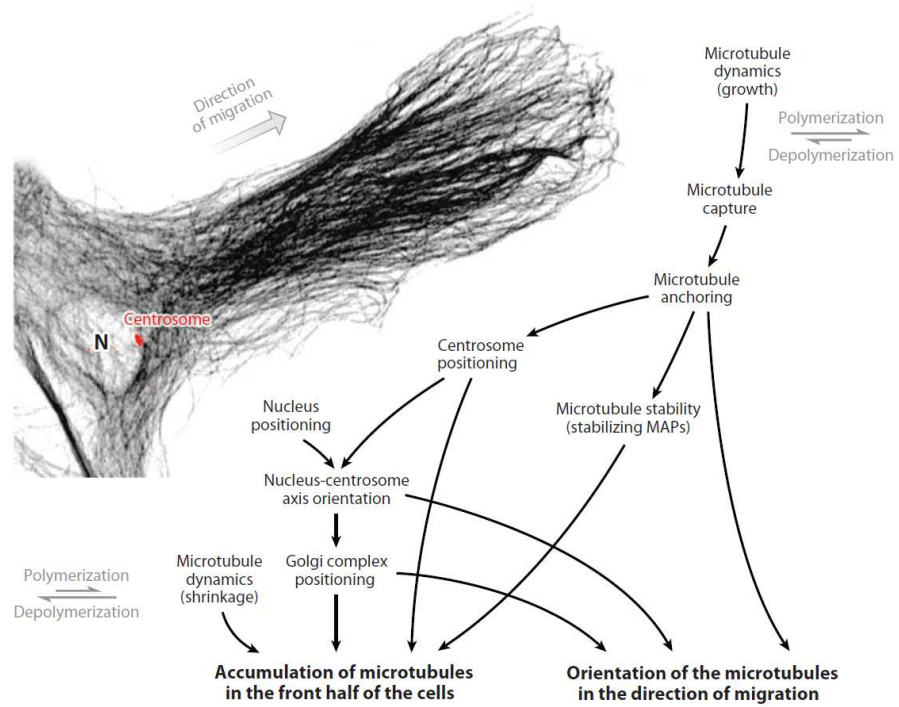 Direction
of migration
Microtubule
dynamics
(growth)
Polymerization
Depolymerization
Microtubule
capture
Microtubule
anchoring
Centrosome
N
Centrosome
positioning
Nucleus
positioning
Microtubule stability
(stabilizing MAPs)
Nucleus-centrosome
axis orientation
Polymerization
Depolymerization
Microtubule
dynamics
(shrinkage)
Golgi complex
positioning
Accumulation of microtubules
in the front half of the cells
Orientation of the microtubules
in the direction of migration